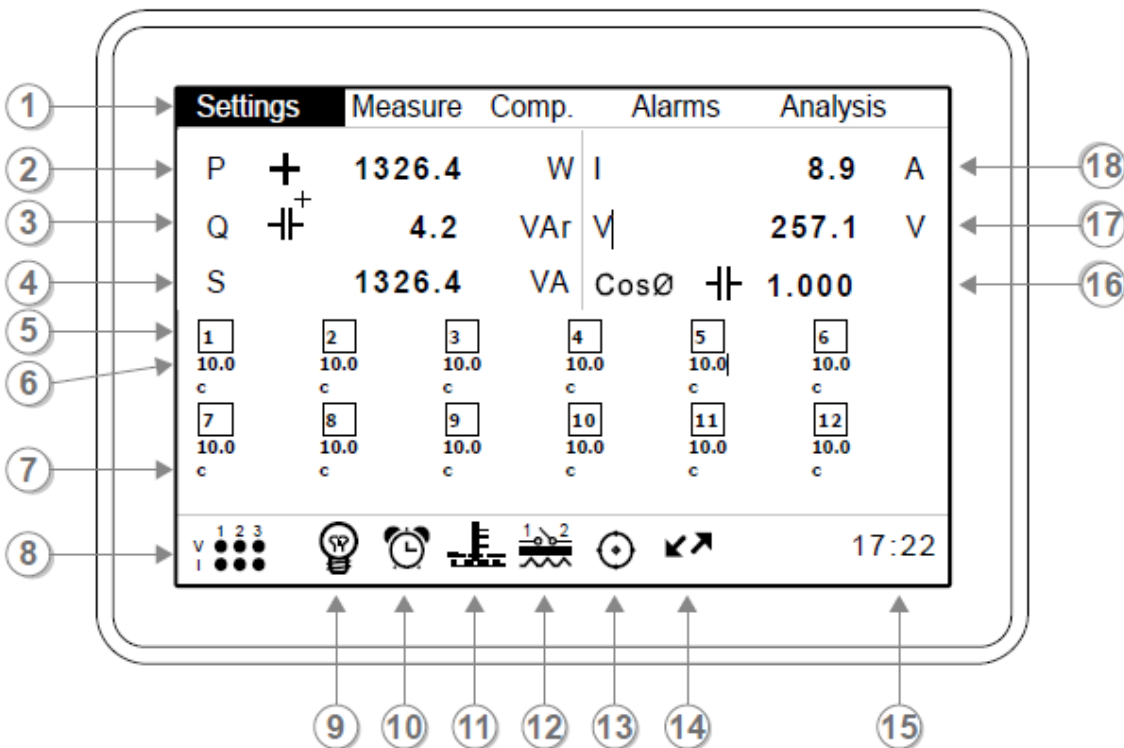 1 Settings Measure Comp. Alarms Analysis
2 P + 1326.4 W I 8.9 A 18
3 Q + 4.2 VAr V 257.1 V 17
4 S 1326.4 VA CosØ 1.000 16
5 1 2 3 4 5 6
6 10.0 10.0 10.0 10.0 10.0 10.0
c c c c c c
7 8 9 10 11 12
10.0 10.0 10.0 10.0 10.0 10.0
7 c c c c c c
1 2 3 1 2
8 V 17:22
I
9 10 11 12 13 14 15